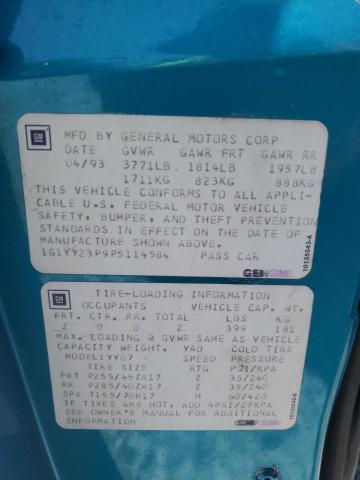 GM
MFD BY GENERAL MOTORS CORP
DATE GVWR GAWR FRT GAWR RR
04/93 3771LB 1814LB 1957LB
1711KG 823KG 888KG
THIS VEHICLE CONFORMS TO ALL APPLI-
CABLE U.S. FEDERAL MOTOR VEHICLE
SAFETY, BUMPER, AND THEFT PREVENTION
STANDARDS IN EFFECT ON THE DATE OF
MANUFACTURE SHOWN ABOVE.
1G1YY23P9P5114584 PASS CAR
10135543-A
GM
TIRE-LOADING INFORMATION
OCCUPANTS VEHICLE CAP. WT.
FRT. CTR. RR. TOTAL LBS KG
2 0 0 2 399 181
MAX. LOADING @ GVWR SAME AS VEHICLE
CAPACITY WEIGHT. YAD COLD TIRE
MODEL:YY07 SPEED PRESSURE
TIRE SIZE RTG PSI/KPA
FRT P255/45ZR17 Z 35/240
RR P285/40ZR17 Z 35/240
SPA T155/70R17 H 60/420
IF TIRES ARE HOT, ADD 4PSI/28KPA
SEE OWNER'S MANUAL FOR ADDITIONAL
INFORMATION